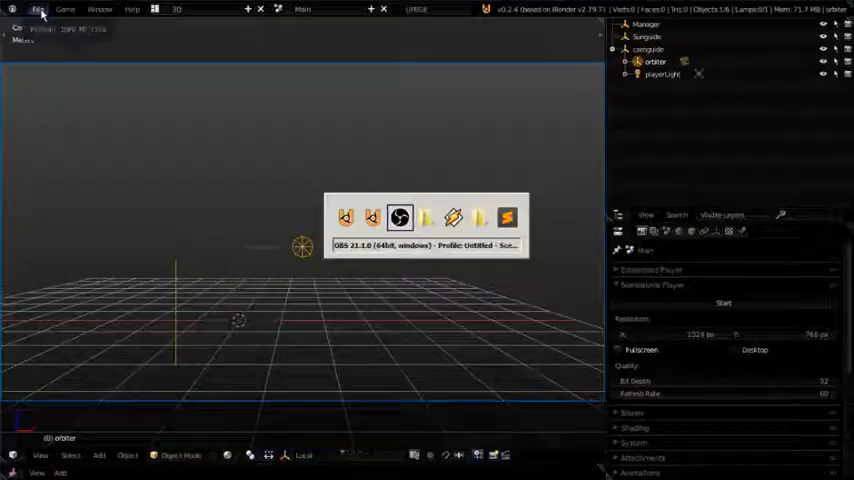 File Game Window Help 3D Main UPBGE v0.2.4 (based on Blender v2.79.7) | Verts:0 | Faces:0 | Tris:0 | Objects:1/6 | Lamps:0/1 | Mem: 71.7 MB | orbiter
Manager
Sunguide
camguide
orbiter
playerLight
OBS 21.1.0 (64bit, windows) - Profile: Untitled - Sce...
View Search Visible Layers
Main
Embedded Player
Standalone Player
Start
Resolution:
X: 1024 px Y: 768 px
Fullscreen Desktop
Quality:
Bit Depth 32
Refresh Rate 60
Stereo
Shading
System
Attachments
Animations
(0) orbiter
View Select Add Object Object Mode Local
View Add